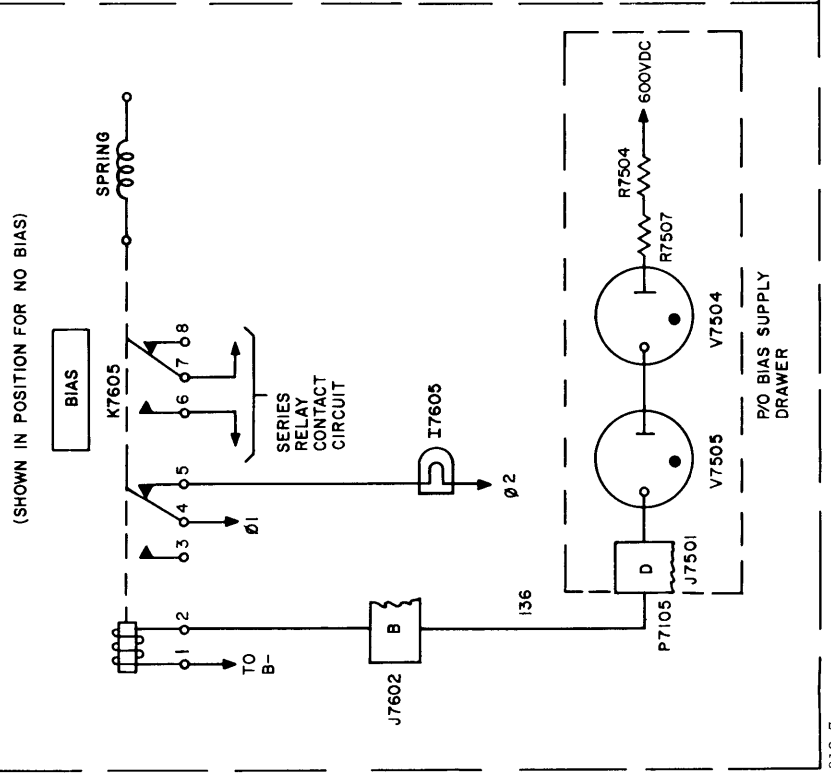 (SHOWN IN POSITION FOR NO BIAS)
BIAS
K7605
SPRING
1
2
3
4
5
6
7
8
TO
B-
Ø1
SERIES
RELAY
CONTACT
CIRCUIT
I7605
Ø2
J7602
B
136
P7105
D
J7501
V7505
V7504
R7507
R7504
600VDC
P/O BIAS SUPPLY
DRAWER